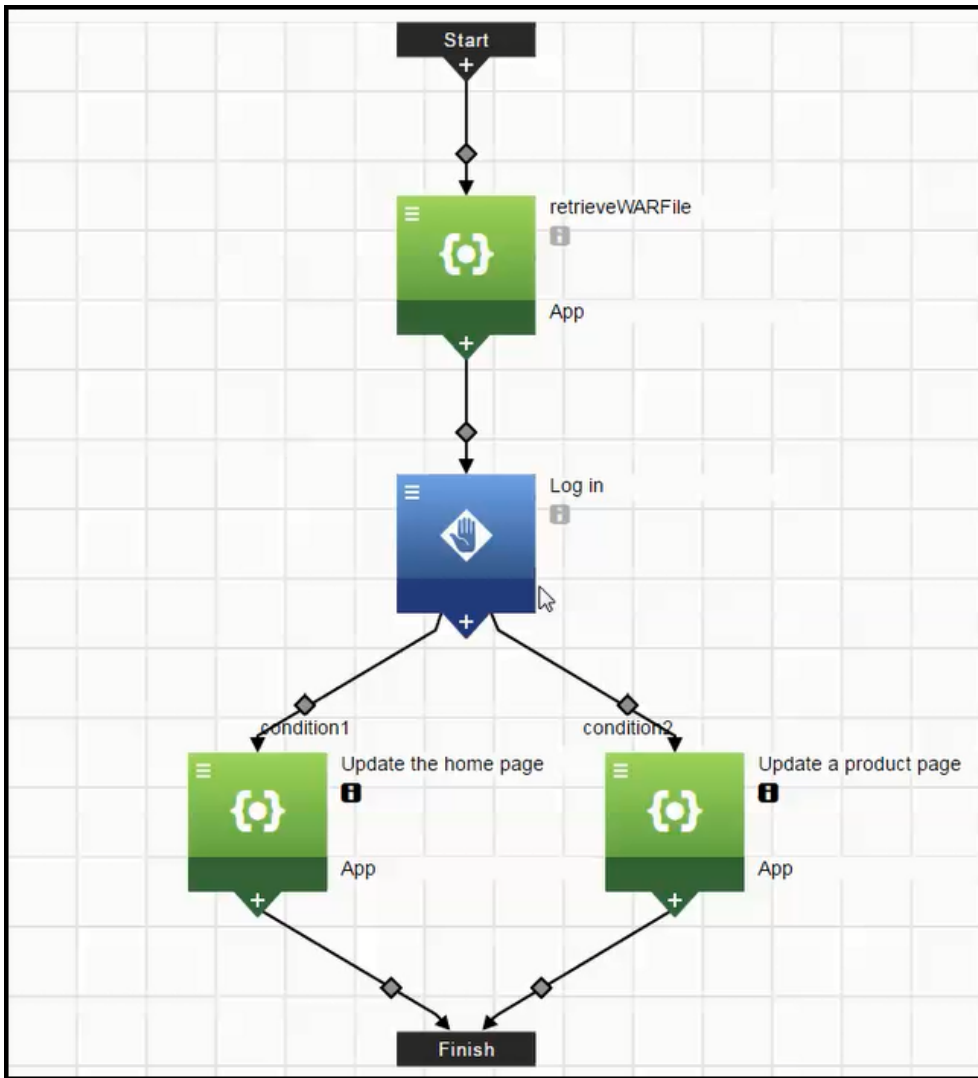 Start
retrieveWARFile
App
Log in
condition1
condition2
Update the home page
Update a product page
App
App
Finish